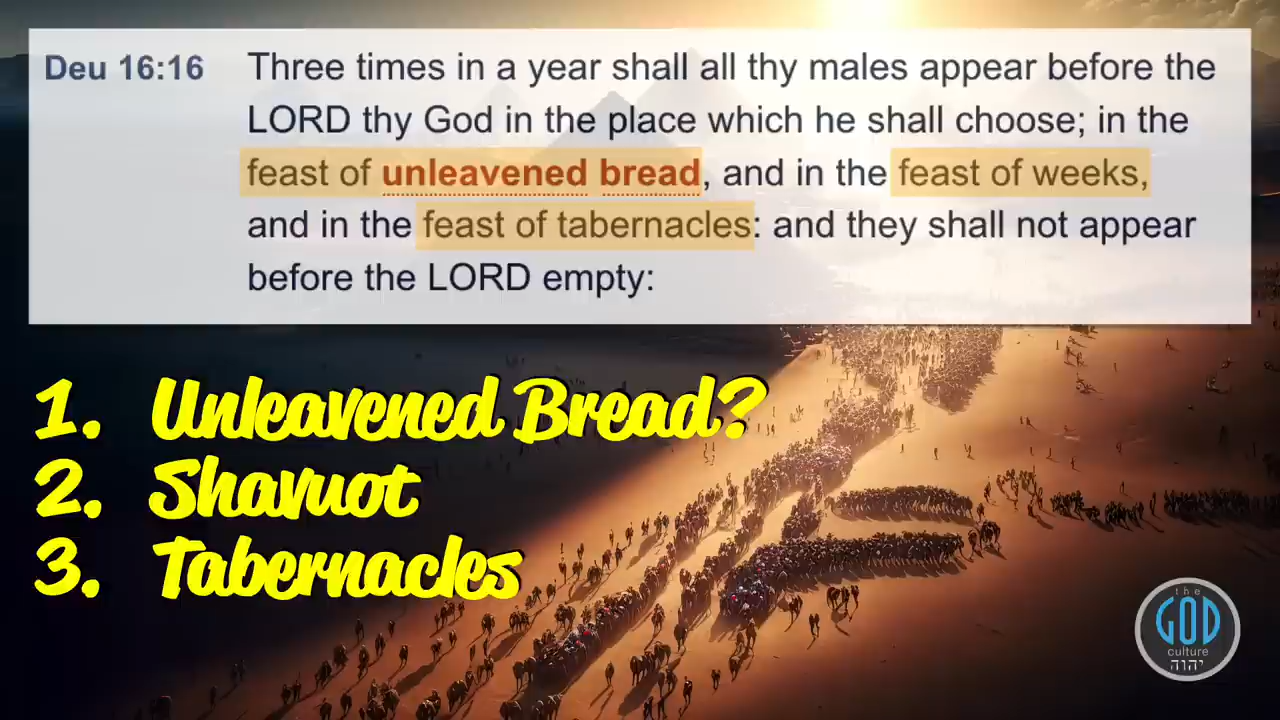 Deu 16:16 Three times in a year shall all thy males appear before the
LORD thy God in the place which he shall choose; in the
feast of unleavened bread, and in the feast of weeks,
and in the feast of tabernacles: and they shall not appear
before the LORD empty:
1. Unleavened Bread?
2. Shavuot
3. Tabernacles
the
GOD
culture
יהוה